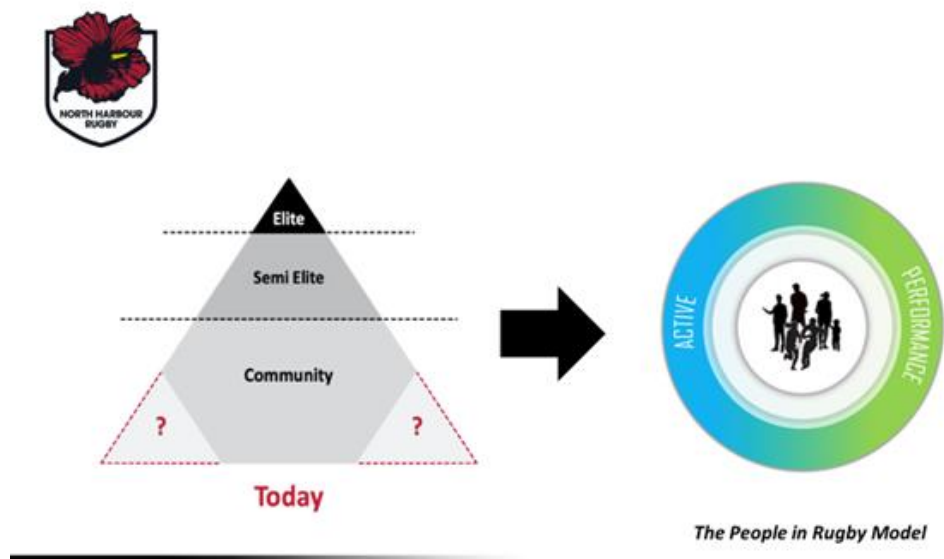 NORTH HARBOUR
RUGBY
Elite
Semi Elite
Community
?
?
Today
ACTIVE
PERFORMANCE
The People in Rugby Model